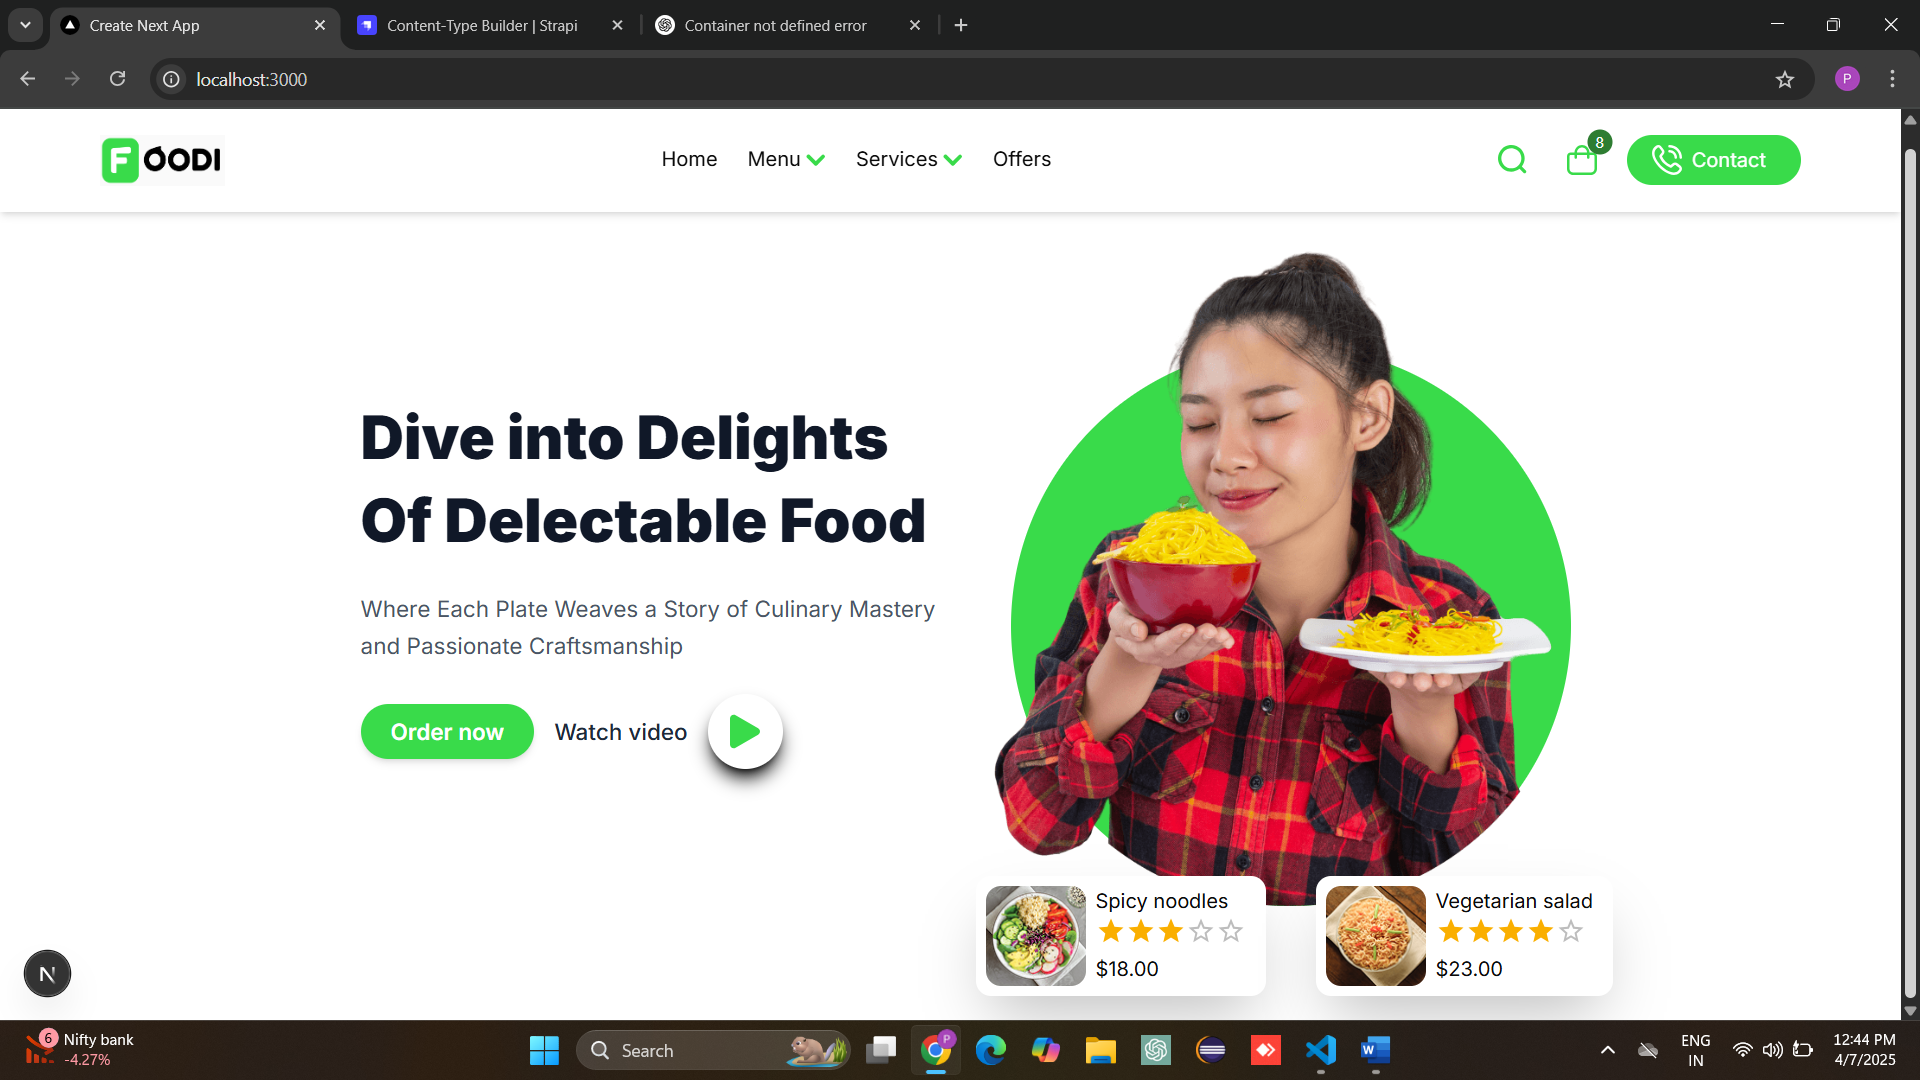 Create Next App
Content-Type Builder | Strapi
Container not defined error
localhost:3000
P
FOODI
Home
Menu
Services
Offers
8
Contact
Dive into Delights
Of Delectable Food
Where Each Plate Weaves a Story of Culinary Mastery
and Passionate Craftsmanship
Order now
Watch video
Spicy noodles
$18.00
Vegetarian salad
$23.00
N
6
Nifty bank
-4.27%
Search
P
W
ENG
IN
12:44 PM
4/7/2025